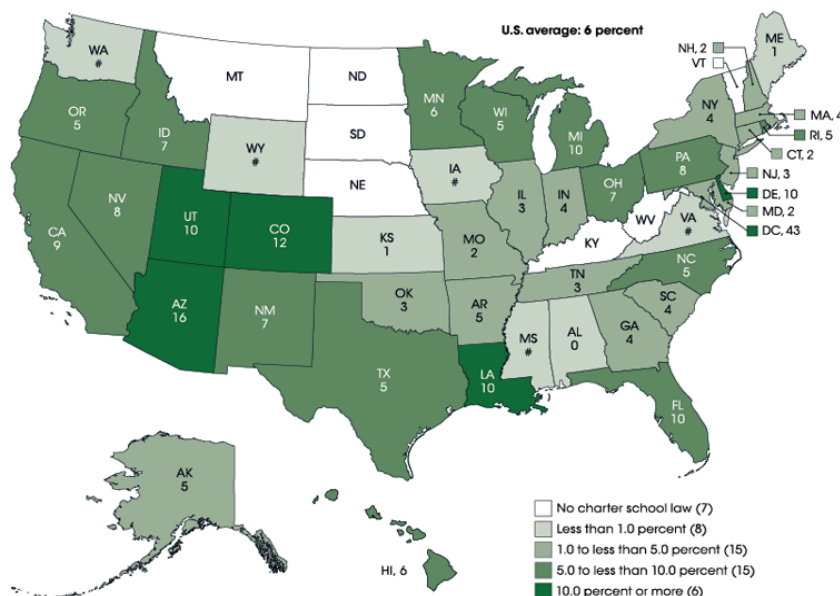 U.S. average: 6 percent
WA
#
MT
ND
MN
6
ME
1
NH, 2
VT
OR
5
ID
7
SD
WI
5
MI
10
NY
4
MA, 4
RI, 5
CT, 2
WY
#
NE
IA
#
PA
8
NJ, 3
NV
8
UT
10
CO
12
IL
3
IN
4
OH
7
DE, 10
MD, 2
DC, 43
CA
9
KS
1
MO
2
KY
WV
VA
#
AZ
16
NM
7
OK
3
AR
5
TN
3
NC
5
SC
4
MS
#
AL
0
GA
4
TX
5
LA
10
FL
10
AK
5
HI, 6
No charter school law (7)
Less than 1.0 percent (8)
1.0 to less than 5.0 percent (15)
5.0 to less than 10.0 percent (15)
10.0 percent or more (6)